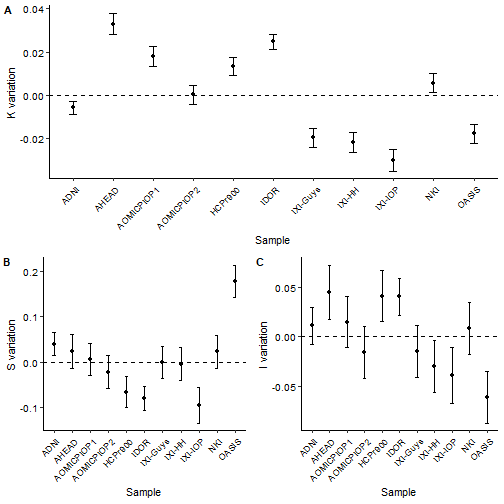 A
K variation
0.04
0.02
0.00
-0.02
ADNI
AHEAD
AOMICPIOP1
AOMICPIOP2
HCPr900
IDOR
IXI-Guys
IXI-HH
IXI-IOP
NKI
OASIS
Sample
B
S variation
0.2
0.1
0.0
-0.1
ADNI
AHEAD
AOMICPIOP1
AOMICPIOP2
HCPr900
IDOR
IXI-Guys
IXI-HH
IXI-IOP
NKI
OASIS
Sample
C
I variation
0.05
0.00
-0.05
ADNI
AHEAD
AOMICPIOP1
AOMICPIOP2
HCPr900
IDOR
IXI-Guys
IXI-HH
IXI-IOP
NKI
OASIS
Sample